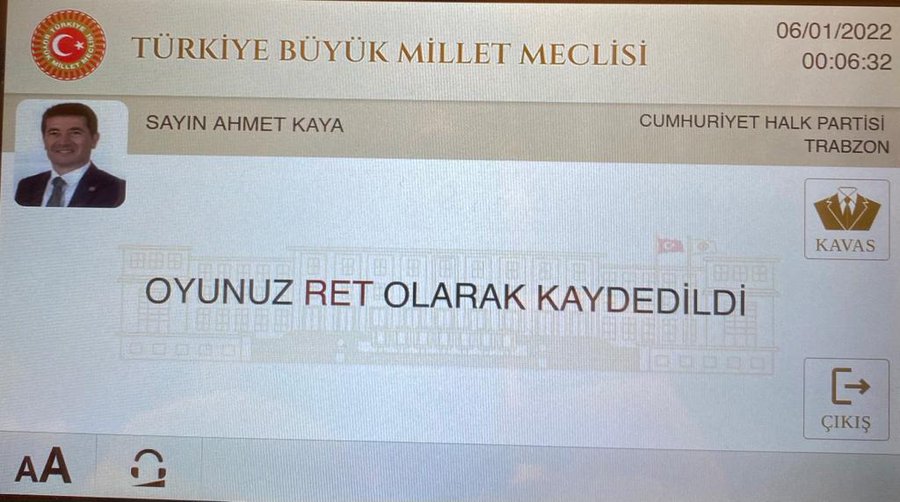 TÜRKİYE BÜYÜK MİLLET MECLİSİ
06/01/2022
00:06:32
SAYIN AHMET KAYA
CUMHURİYET HALK PARTİSİ
TRABZON
KAVAS
OYUNUZ RET OLARAK KAYDEDİLDİ
ÇIKIŞ
AA